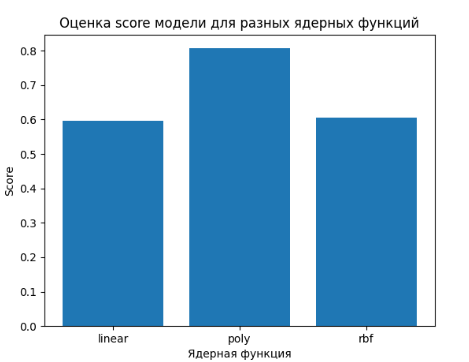 Оценка score модели для разных ядерных функций
0.8
0.7
0.6
0.5
0.4
0.3
0.2
0.1
0.0
Score
linear poly rbf
Ядерная функция